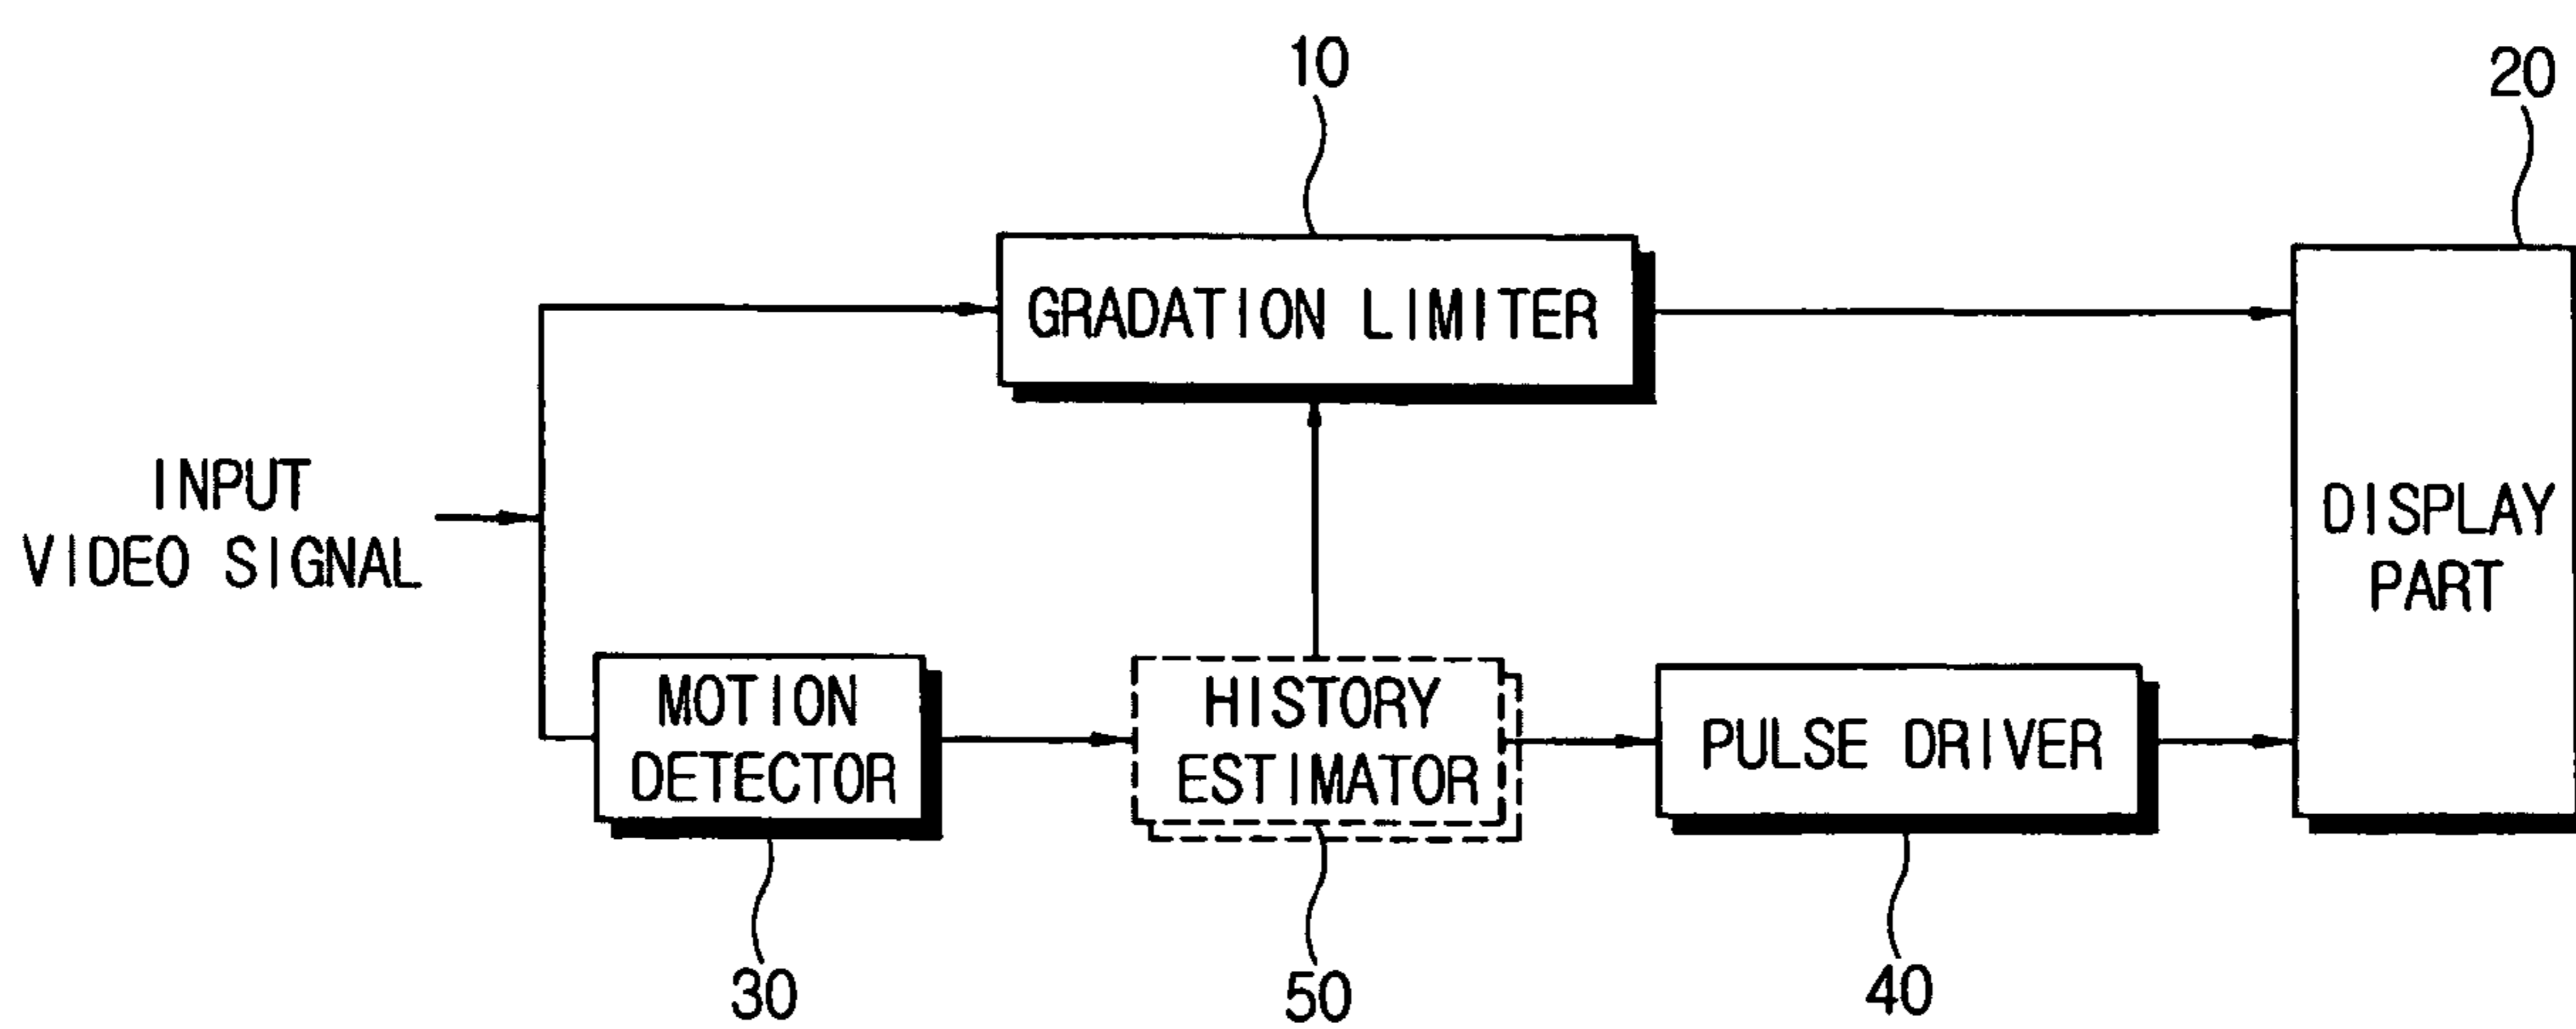 10
20
GRADATION LIMITER
INPUT
VIDEO SIGNAL
DISPLAY
PART
MOTION
DETECTOR
HISTORY
ESTIMATOR
PULSE DRIVER
30
50
40